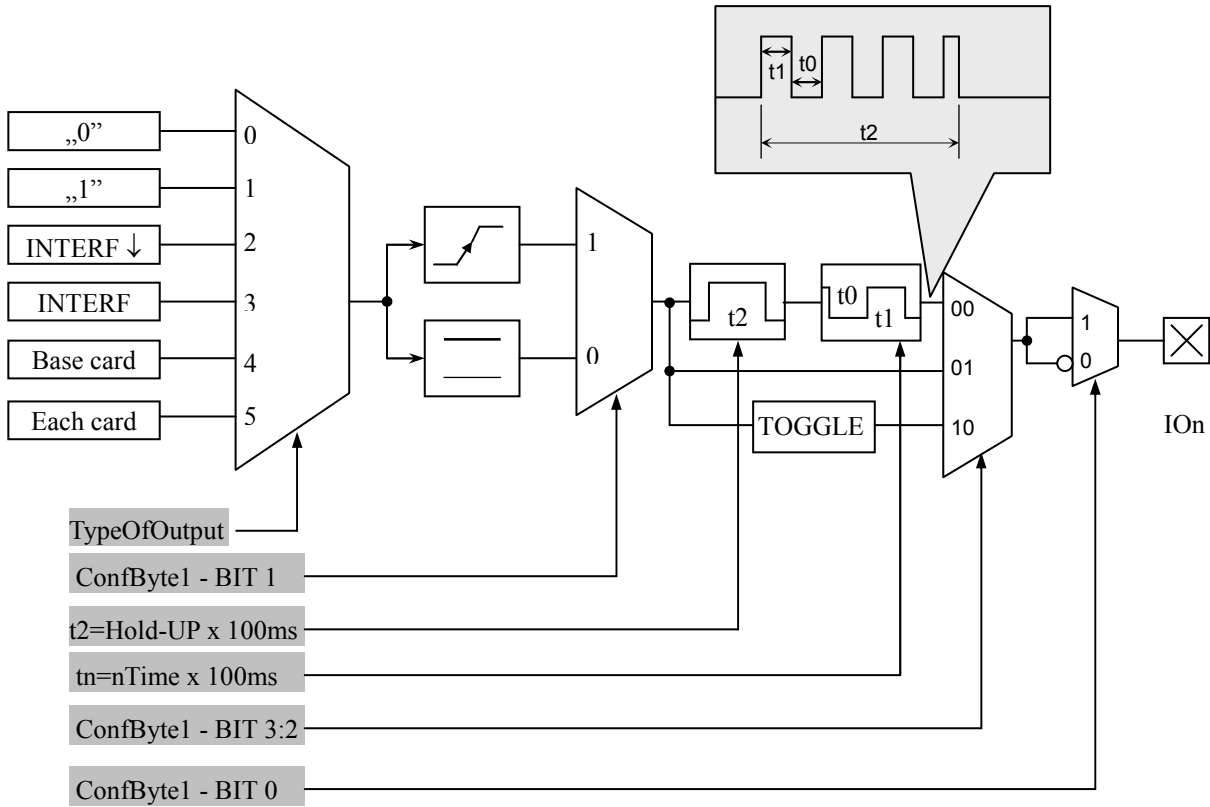 t1
t0
t2
„0”
0
„1”
1
INTERF ↓
2
INTERF
3
Base card
4
Each card
5
1
0
t2
t0
t1
00
01
TOGGLE
10
1
0
IOn
TypeOfOutput
ConfByte1 - BIT 1
t2=Hold-UP x 100ms
tn=nTime x 100ms
ConfByte1 - BIT 3:2
ConfByte1 - BIT 0